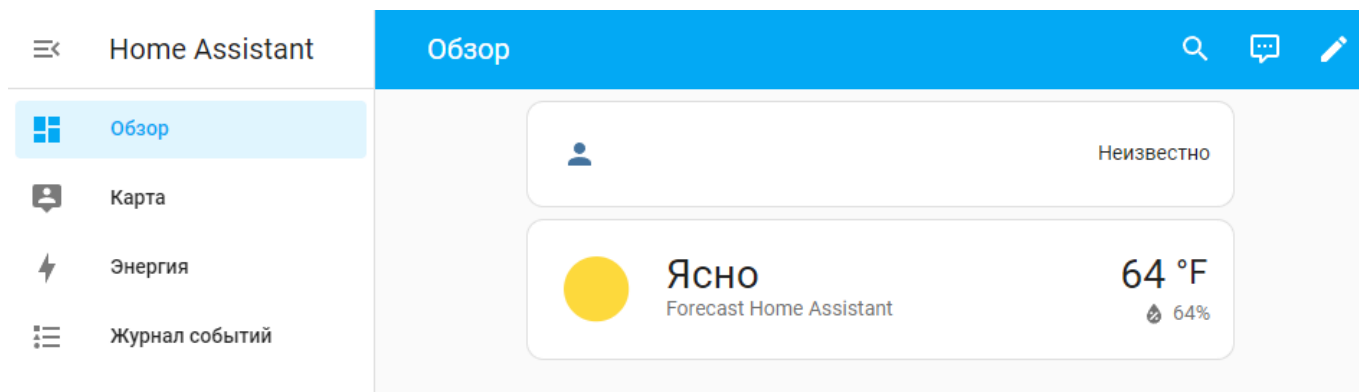 Home Assistant
Обзор
Обзор
Карта
Энергия
Журнал событий
Неизвестно
Ясно
Forecast Home Assistant
64 °F
64%